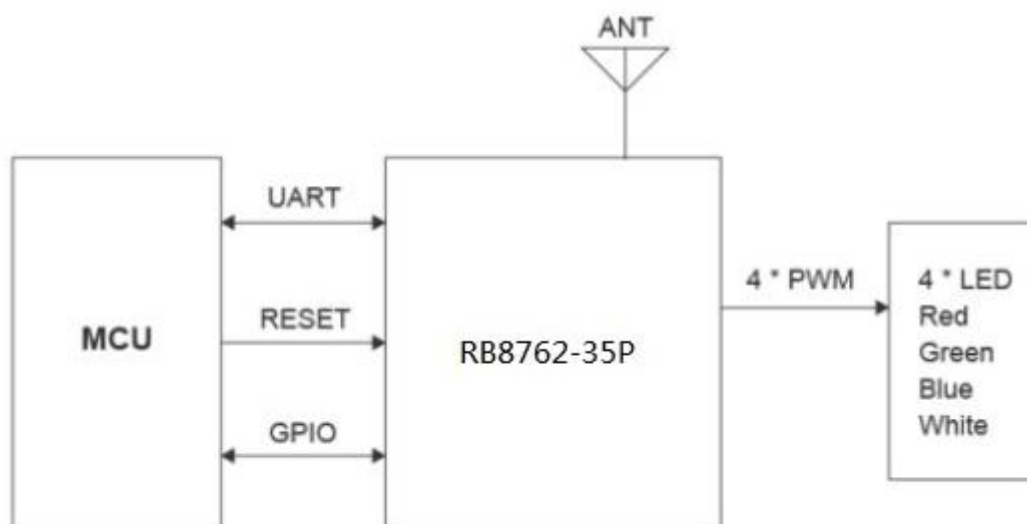 ANT
UART
RESET
GPIO
MCU
RB8762-35P
4 * PWM
4 * LED
Red
Green
Blue
White